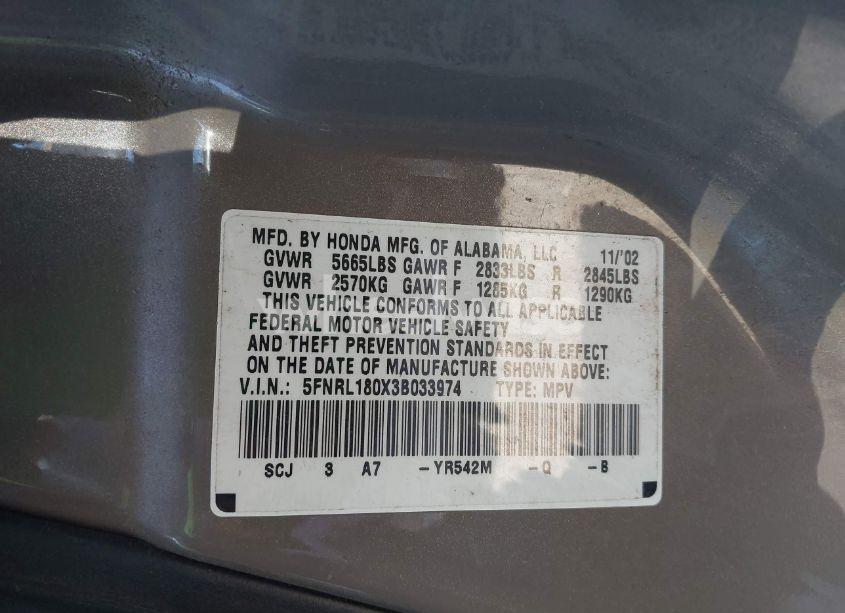 MFD. BY HONDA MFG. OF ALABAMA, LLC 11/'02
GVWR 5665LBS GAWR F 2833LBS R 2845LBS
GVWR 2570KG GAWR F 1285KG R 1290KG
THIS VEHICLE CONFORMS TO ALL APPLICABLE
FEDERAL MOTOR VEHICLE SAFETY
AND THEFT PREVENTION STANDARDS IN EFFECT
ON THE DATE OF MANUFACTURE SHOWN ABOVE:
V.I.N.: 5FNRL180X3B033974 TYPE: MPV
SCJ 3 A7 -YR542M -Q -B